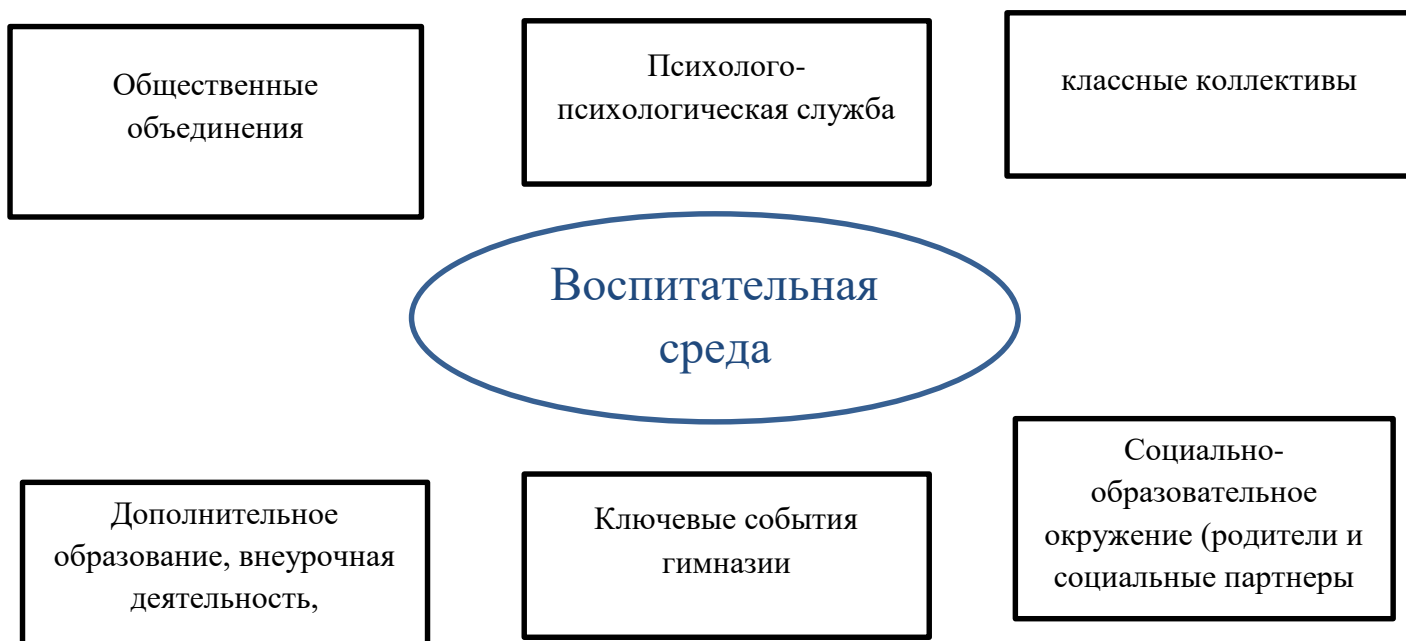 Общественные
объединения
Психолого-
психологическая служба
классные коллективы
Воспитательная
среда
Дополнительное
образование, внеурочная
деятельность,
Ключевые события
гимназии
Социально-
образовательное
окружение (родители и
социальные партнеры